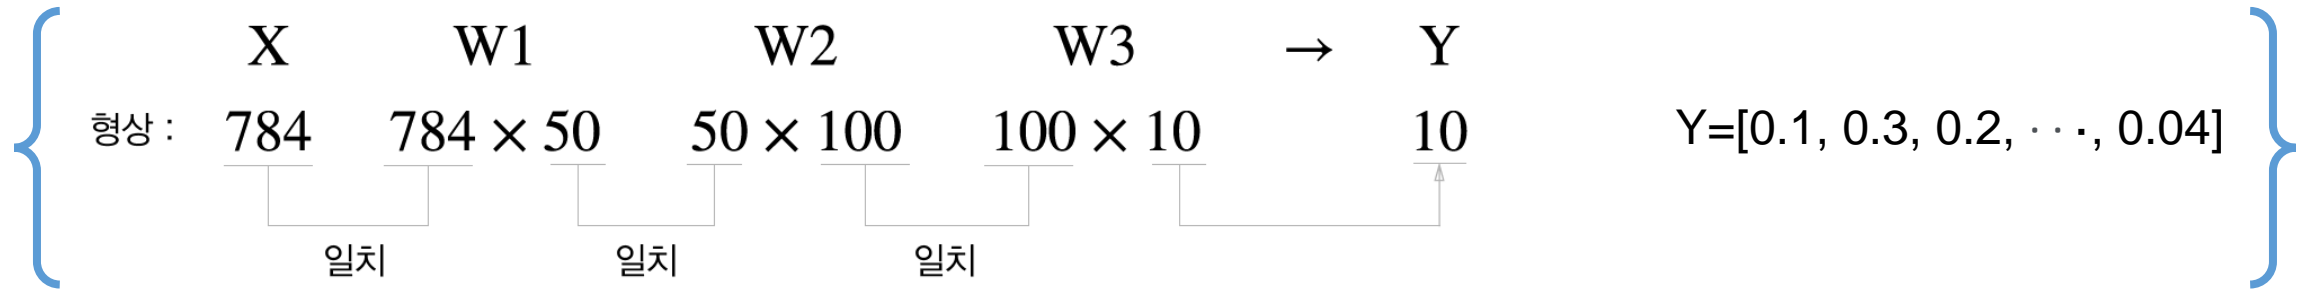 X W1 W2 W3 → Y
형상 : 784 784 × 50 50 × 100 100 × 10 10 Y=[0.1, 0.3, 0.2, ···, 0.04]
일치 일치 일치